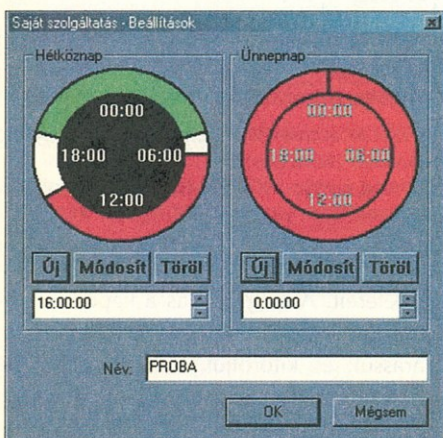 Saját szolgáltatás - Beállítások
Hétköznap
Ünnepnap
00:00
18:00 06:00
12:00
00:00
18:00 06:00
12:00
Új Módosít Töröl
Új Módosít Töröl
16:00:00
0:00:00
Név: PROBA
OK Mégsem